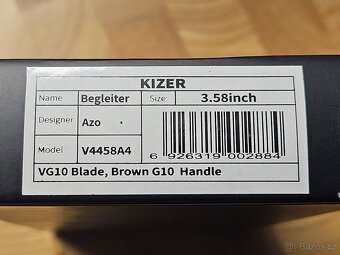 KIZER
Name Begleiter Size 3.58inch
Designer Azo
Model V4458A4
6 926319 002884
VG10 Blade, Brown G10 Handle
Bazoš.cz